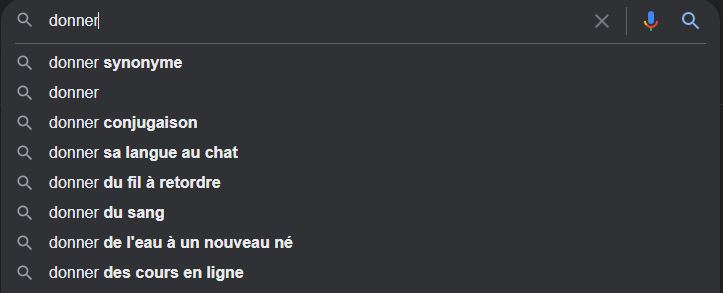 donner
donner synonyme
donner
donner conjugaison
donner sa langue au chat
donner du fil à retordre
donner du sang
donner de l'eau à un nouveau né
donner des cours en ligne